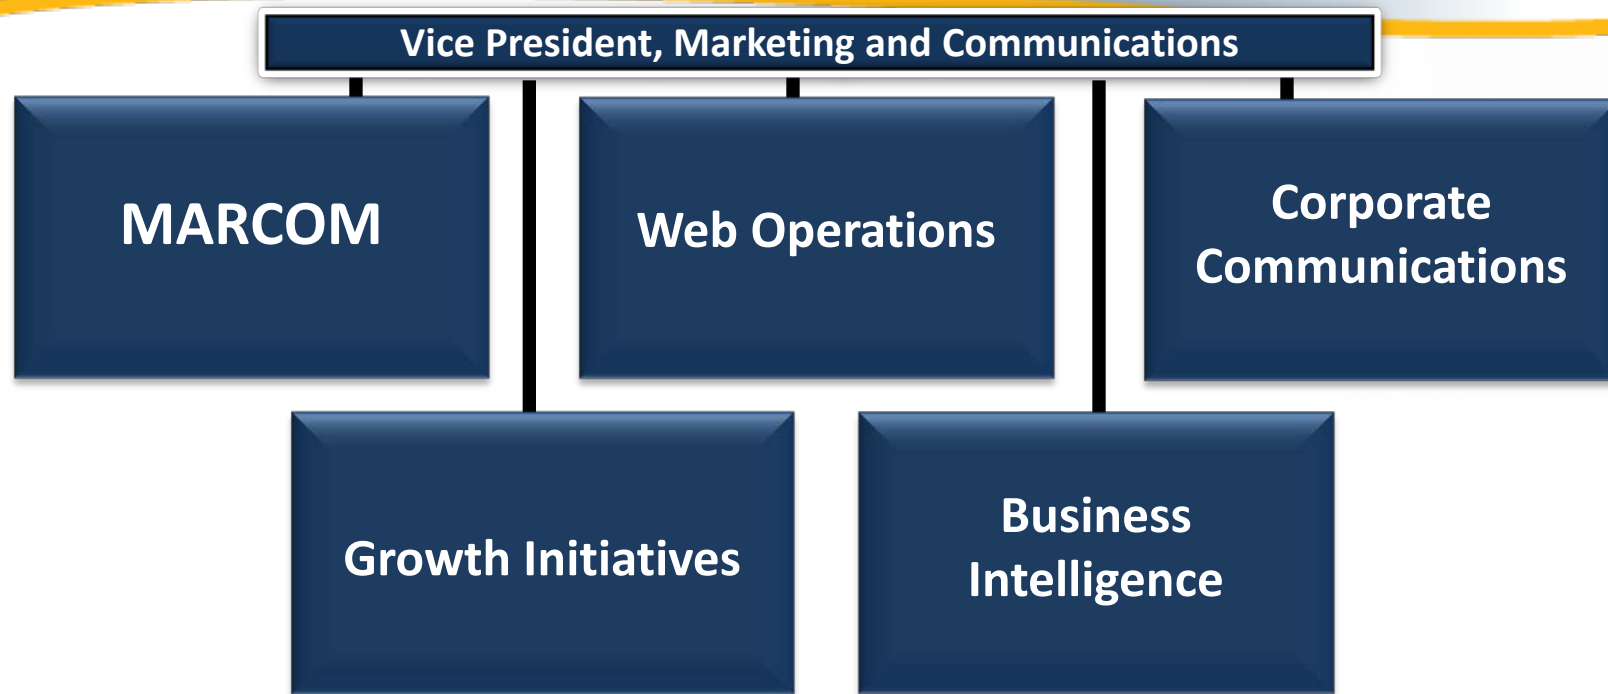 Vice President, Marketing and Communications
MARCOM
Web Operations
Corporate
Communications
Growth Initiatives
Business
Intelligence